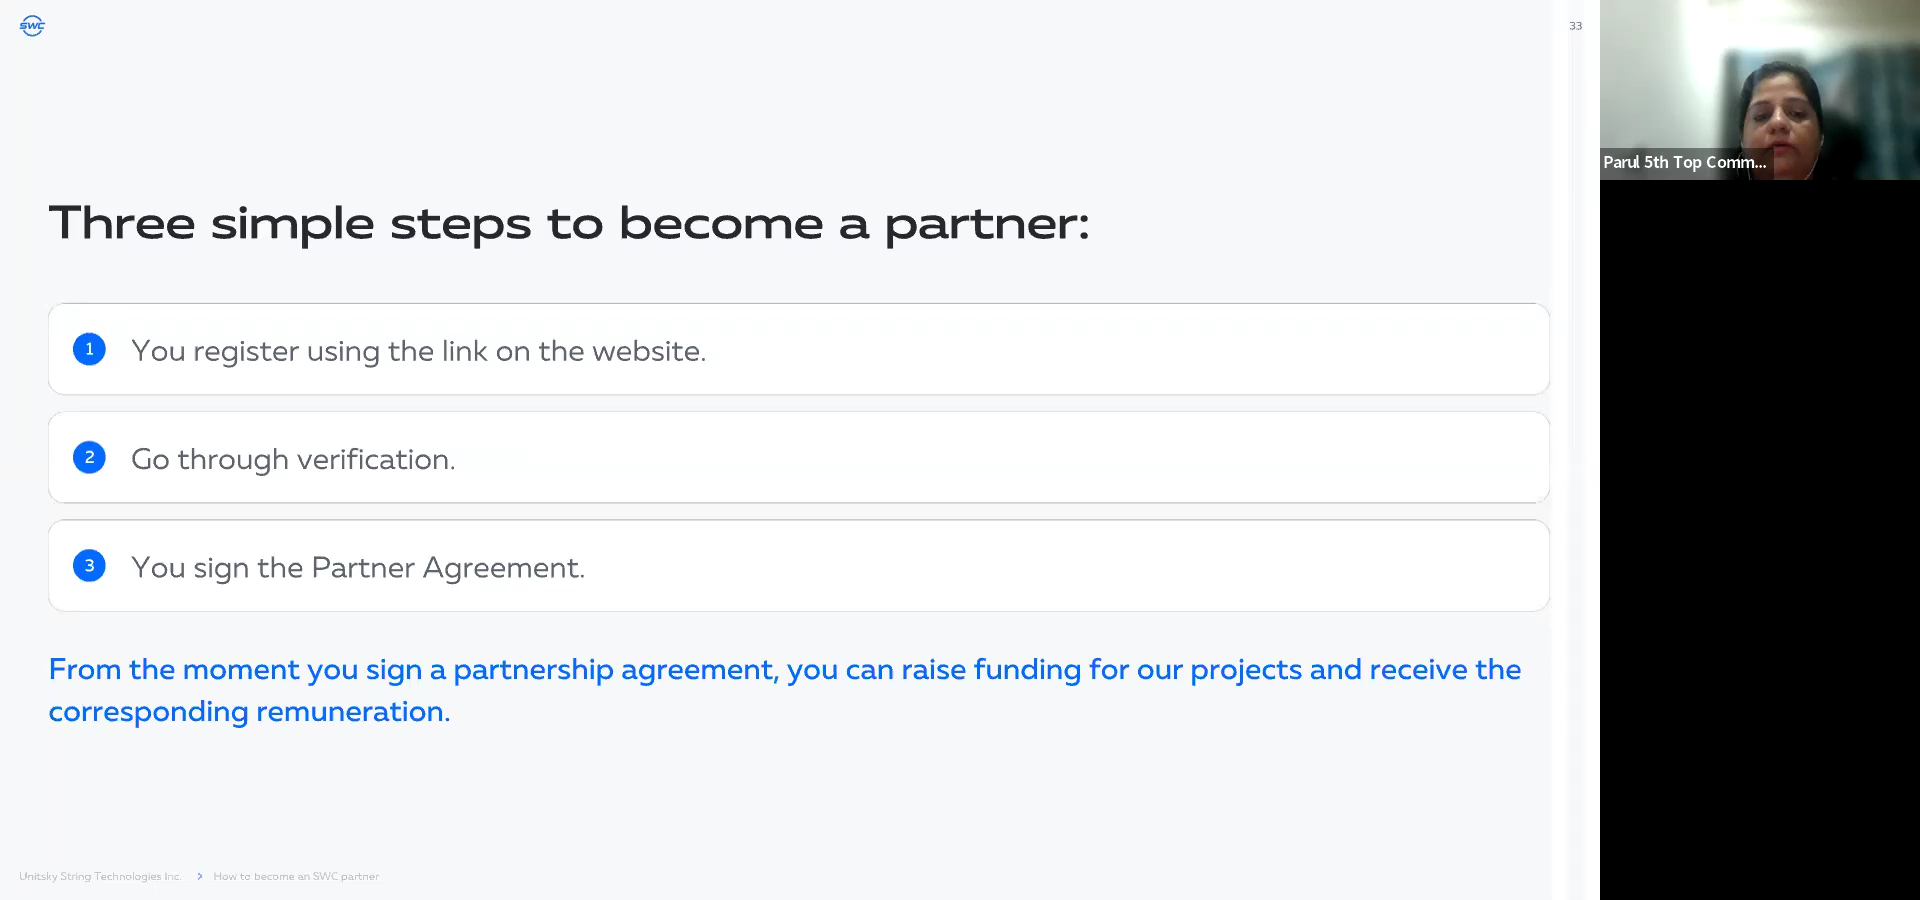 SWC
33
Parul 5th Top Comm...
Three simple steps to become a partner:
1 You register using the link on the website.
2 Go through verification.
3 You sign the Partner Agreement.
From the moment you sign a partnership agreement, you can raise funding for our projects and receive the
corresponding remuneration.
Unitsky String Technologies Inc. > How to become an SWC partner